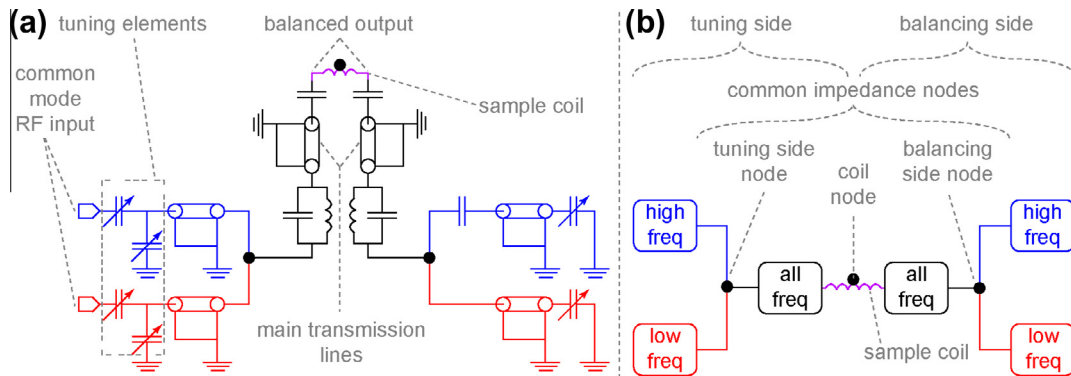 (a)
tuning elements
balanced output
common
mode
RF input
sample coil
main transmission
lines
(b)
tuning side
balancing side
common impedance nodes
tuning side
node
coil
node
balancing
side node
high
freq
high
freq
all
freq
all
freq
low
freq
sample coil
low
freq